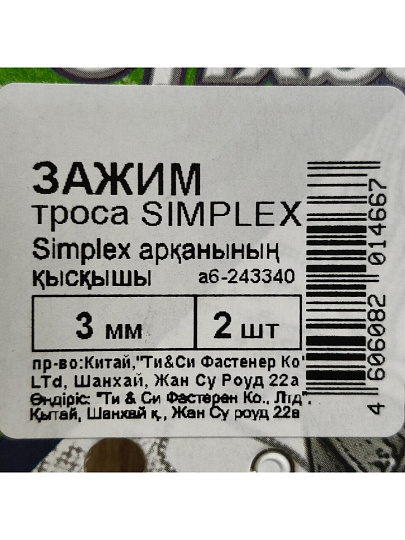 ЗАЖИМ
троса SIMPLEX
Simplex арқанының
қысқышы а6-243340
3 мм 2 шт
пр-во:Китай,"Ти&Си Фастенер Ко"
LTd, Шанхай, Жан Су Роуд 22а
Өндіріс: "Ти & Си Фастерен Ко., Лтд",
Қытай, Шанхай қ., Жан Су роуд 22в
4 606082 014667